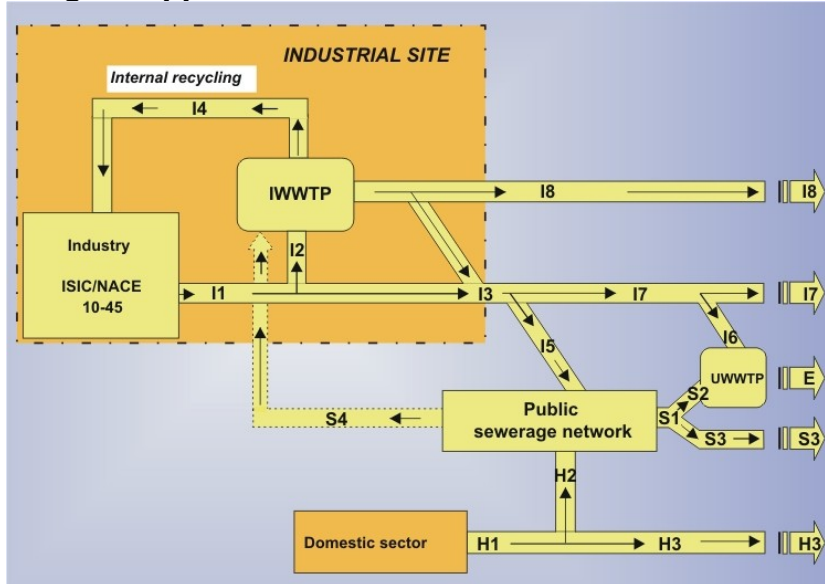 INDUSTRIAL SITE
Internal recycling
I4
IWWTP
I8
I8
Industry
ISIC/NACE
10-45
I2
I1
I3
I7
I7
I5
I6
UWWTP
E
S2
Public
sewerage network
S1
S4
S3
S3
H2
Domestic sector
H1
H3
H3